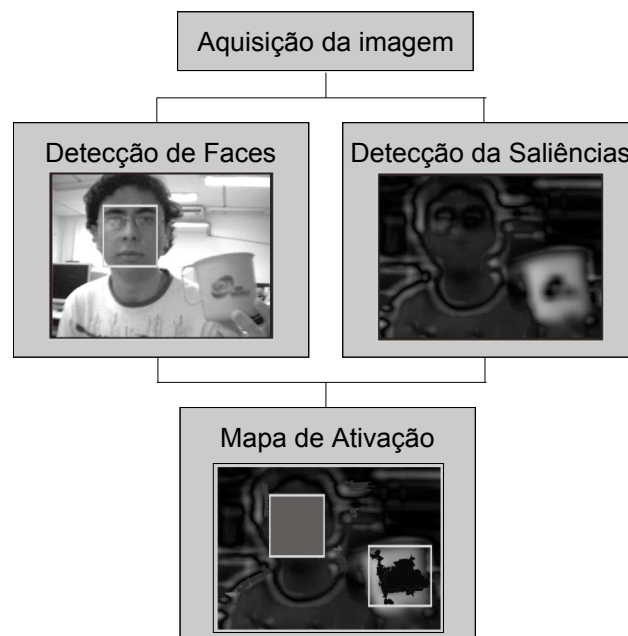 Aquisição da imagem
Detecção de Faces
Detecção da Saliências
Mapa de Ativação